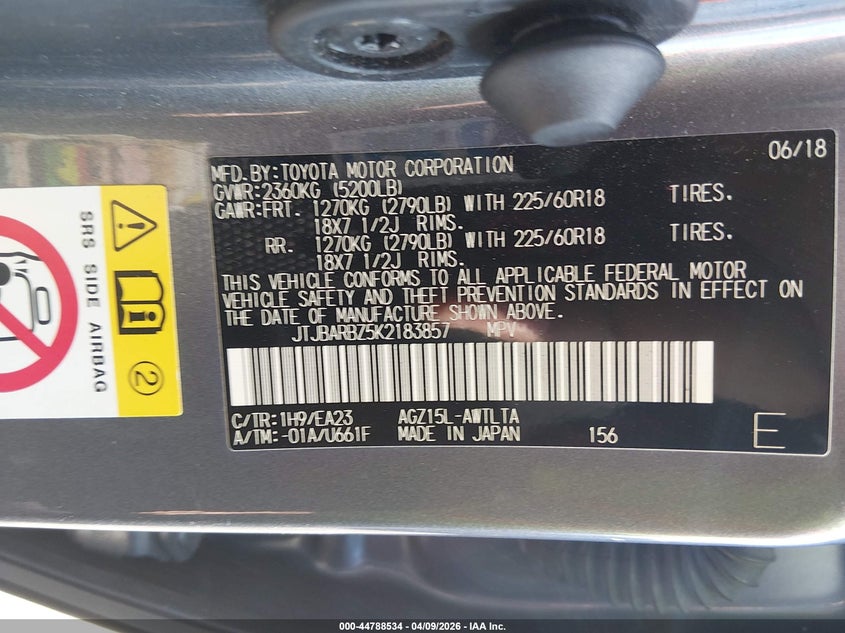 06/18
MFD.BY:TOYOTA MOTOR CORPORATION
GVWR:2360KG (5200LB)
GAWR:FRT. 1270KG (2790LB) WITH 225/60R18 TIRES.
18X7 1/2J RIMS.
RR. 1270KG (2790LB) WITH 225/60R18 TIRES.
18X7 1/2J RIMS.
THIS VEHICLE CONFORMS TO ALL APPLICABLE FEDERAL MOTOR
VEHICLE SAFETY AND THEFT PREVENTION STANDARDS IN EFFECT ON
THE DATE OF MANUFACTURE SHOWN ABOVE.
JTJBARBZ5K2183857 MPV
C/TR:1H9/EA23 AGZ15L-AWTLTA
A/TM:-01A/U661F MADE IN JAPAN 156 E
SRS SIDE AIRBAG
2
000-44788534 - 04/09/2026 - IAA Inc.